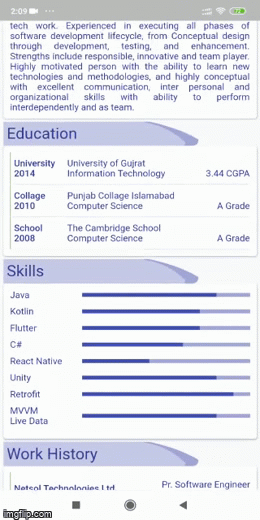 2:09
tech work. Experienced in executing all phases of
software development lifecycle, from Conceptual design
through development, testing, and enhancement.
Strengths include responsible, innovative and team player.
Highly motivated person with the ability to learn new
technologies and methodologies, and highly conceptual
with excellent communication, inter personal and
organizational skills with ability to perform
interdependently and as team.
Education
University University of Gujrat
2014 Information Technology 3.44 CGPA
Collage Punjab Collage Islamabad
2010 Computer Science A Grade
School The Cambridge School
2008 Computer Science A Grade
Skills
Java
Kotlin
Flutter
C#
React Native
Unity
Retrofit
MVVM
Live Data
Work History
Netsol Technologies Ltd Pr. Software Engineer
imgflip.com